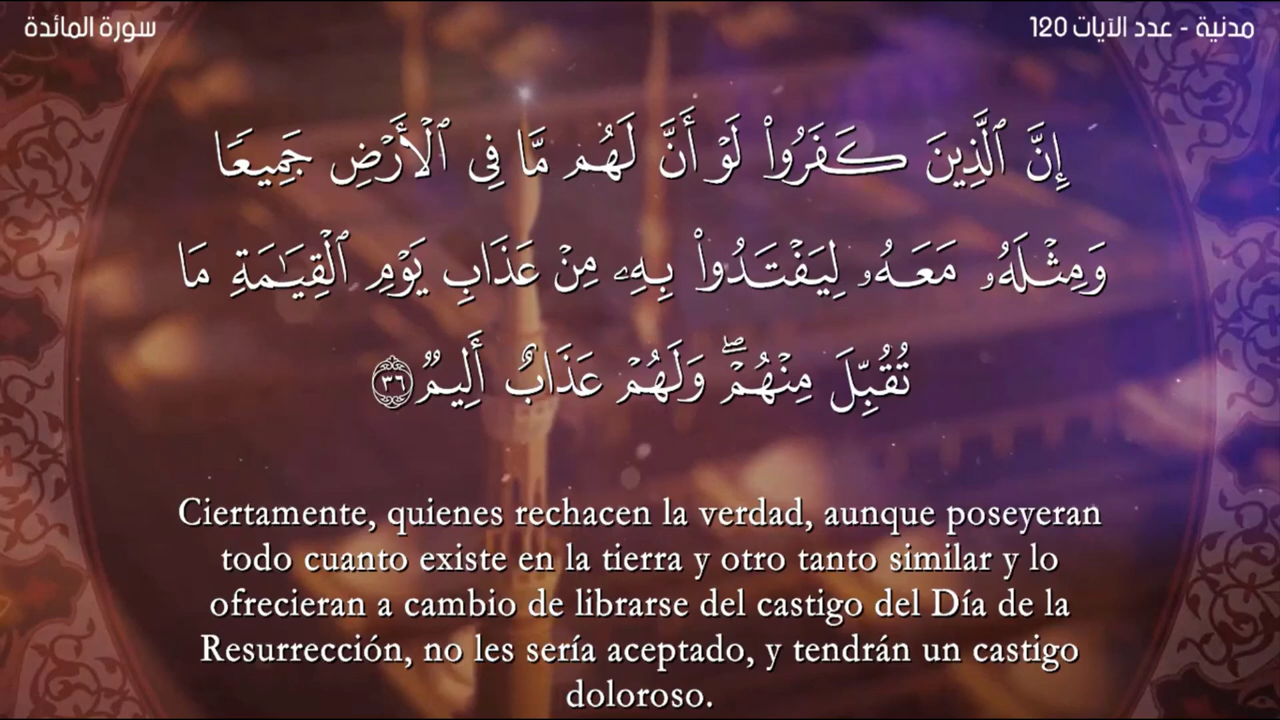 سورة المائدة
مدنية - عدد الآيات 120
إِنَّ ٱلَّذِينَ كَفَرُوا۟ لَوْ أَنَّ لَهُم مَّا فِى ٱلْأَرْضِ جَمِيعًا
وَمِثْلَهُۥ مَعَهُۥ لِيَفْتَدُوا۟ بِهِۦ مِنْ عَذَابِ يَوْمِ ٱلْقِيَـٰمَةِ مَا
تُقُبِّلَ مِنْهُمْ ۖ وَلَهُمْ عَذَابٌ أَلِيمٌ ٣٦
Ciertamente, quienes rechacen la verdad, aunque poseyeran
todo cuanto existe en la tierra y otro tanto similar y lo
ofrecieran a cambio de librarse del castigo del Día de la
Resurrección, no les sería aceptado, y tendrán un castigo
doloroso.